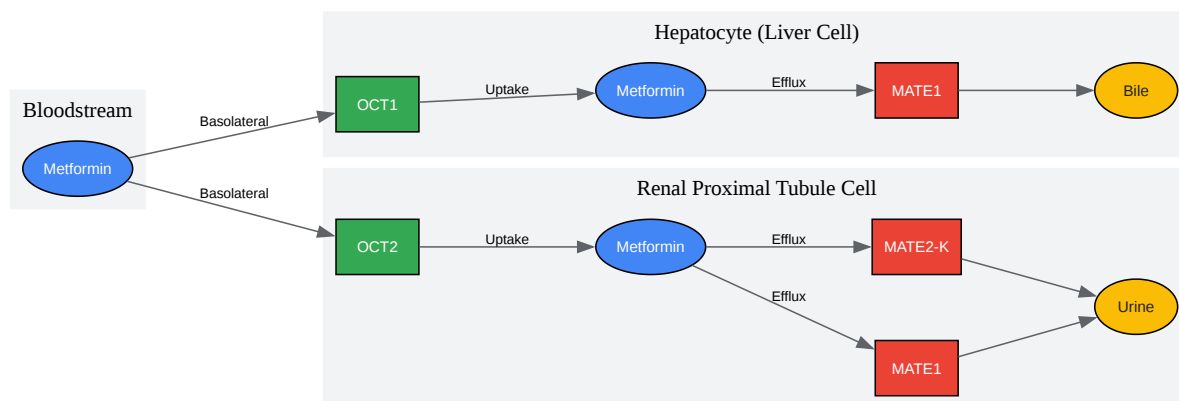 Hepatocyte (Liver Cell)
OCT1
Uptake
Metformin
Efflux
MATE1
Bile
Bloodstream
Metformin
Basolateral
Basolateral
Renal Proximal Tubule Cell
OCT2
Uptake
Metformin
Efflux
MATE2-K
Efflux
MATE1
Urine